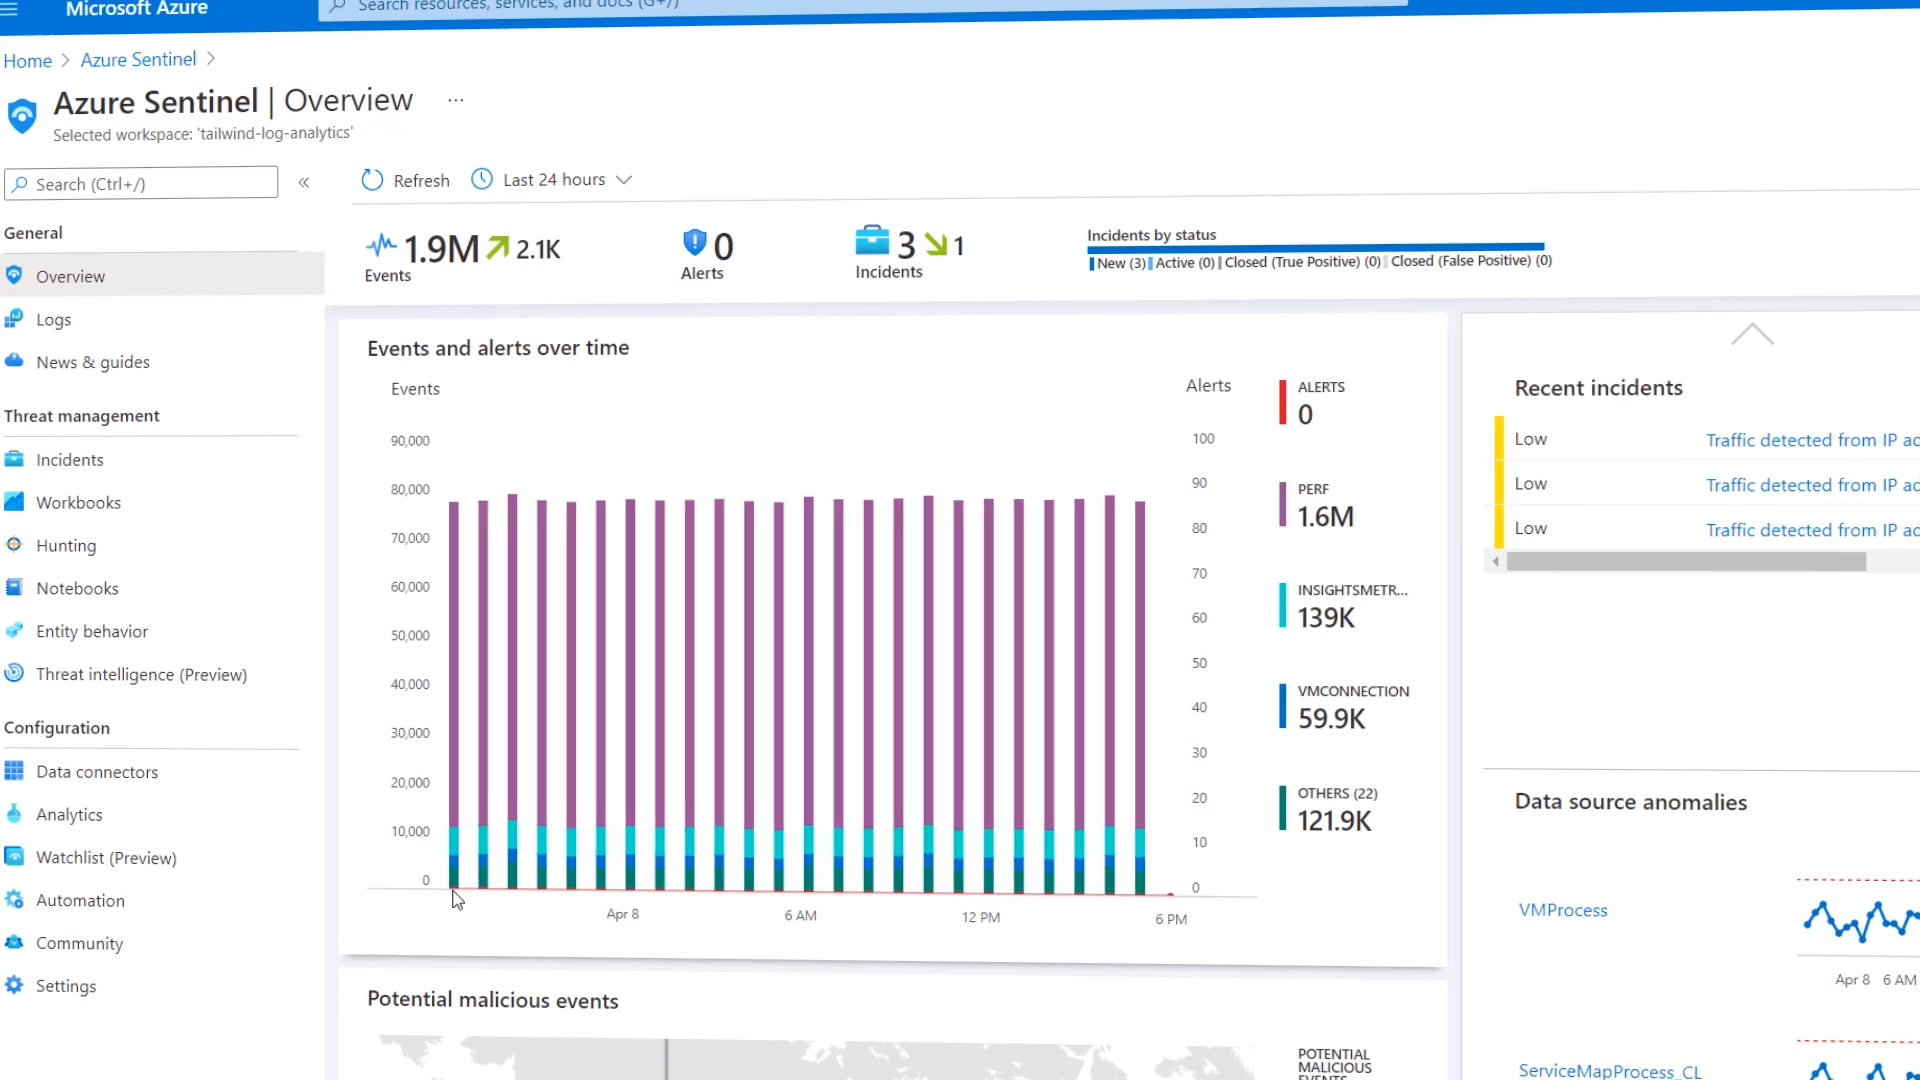 Microsoft Azure
Search resources, services, and docs (G+/)
Home > Azure Sentinel >
Azure Sentinel | Overview ...
Selected workspace: 'tailwind-log-analytics'
Search (Ctrl+/) «
Refresh Last 24 hours
General
Overview
Logs
News & guides
Threat management
Incidents
Workbooks
Hunting
Notebooks
Entity behavior
Threat intelligence (Preview)
Configuration
Data connectors
Analytics
Watchlist (Preview)
Automation
Community
Settings
1.9M 2.1K
Events
0
Alerts
3 1
Incidents
Incidents by status
New (3) Active (0) Closed (True Positive) (0) Closed (False Positive) (0)
Events and alerts over time
Events
Alerts
90,000
80,000
70,000
60,000
50,000
40,000
30,000
20,000
10,000
0
100
90
80
70
60
50
40
30
20
10
0
Apr 8 6 AM 12 PM 6 PM
ALERTS
0
PERF
1.6M
INSIGHTSMETR...
139K
VMCONNECTION
59.9K
OTHERS (22)
121.9K
Potential malicious events
POTENTIAL
MALICIOUS
EVENTS
Recent incidents
Low Traffic detected from IP ad
Low Traffic detected from IP ad
Low Traffic detected from IP ad
Data source anomalies
VMProcess
Apr 8 6 AM
ServiceMapProcess_CL